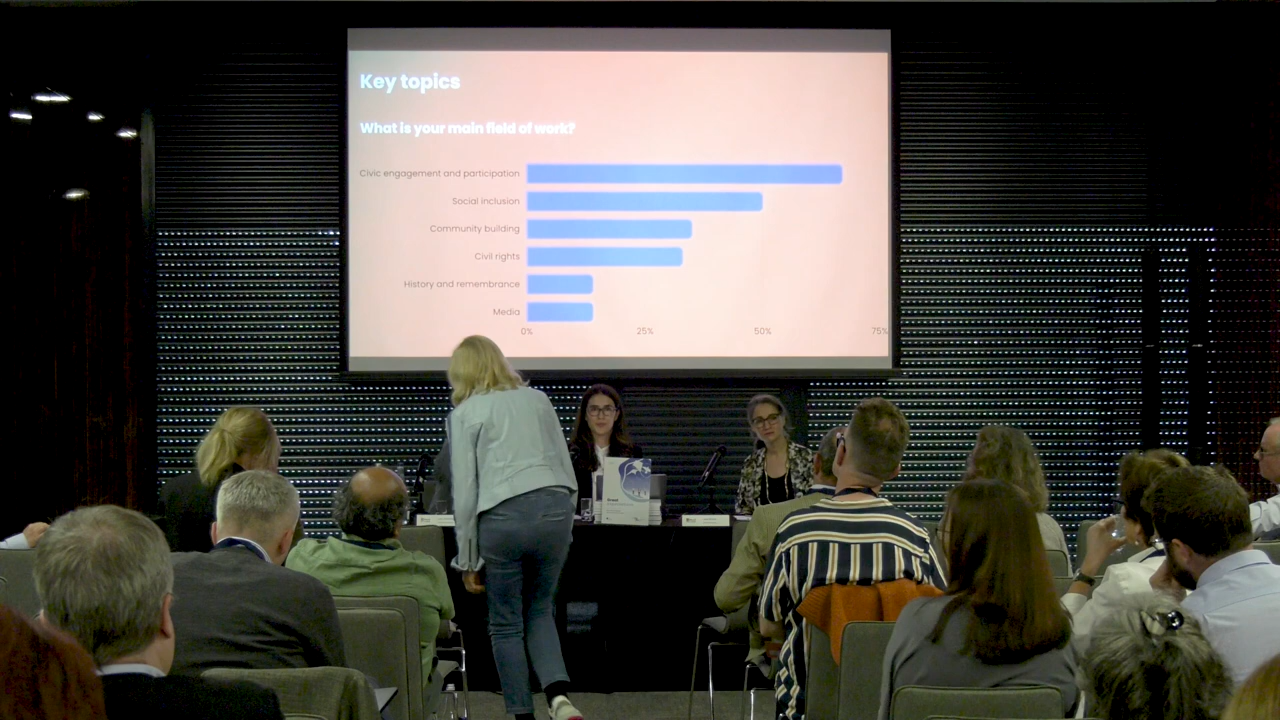 Key topics
What is your main field of work?
Civic engagement and participation
Social inclusion
Community building
Civil rights
History and remembrance
Media
0% 25% 50% 75%